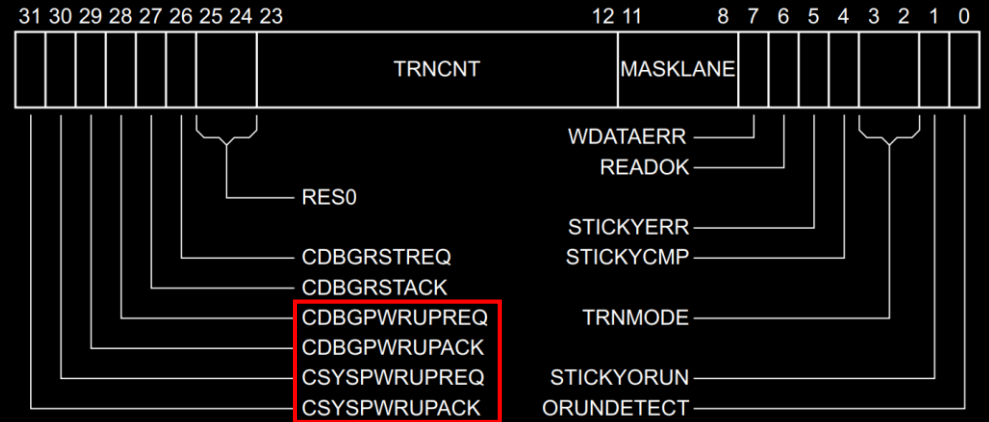 31 30 29 28 27 26 25 24 23 12 11 8 7 6 5 4 3 2 1 0
TRNCNT MASKLANE
WDATAERR
READOK
RES0
STICKYERR
CDBGRSTREQ STICKYCMP
CDBGRSTACK
CDBGPWRUPREQ TRNMODE
CDBGPWRUPACK
CSYSPWRUPREQ STICKYORUN
CSYSPWRUPACK ORUNDETECT